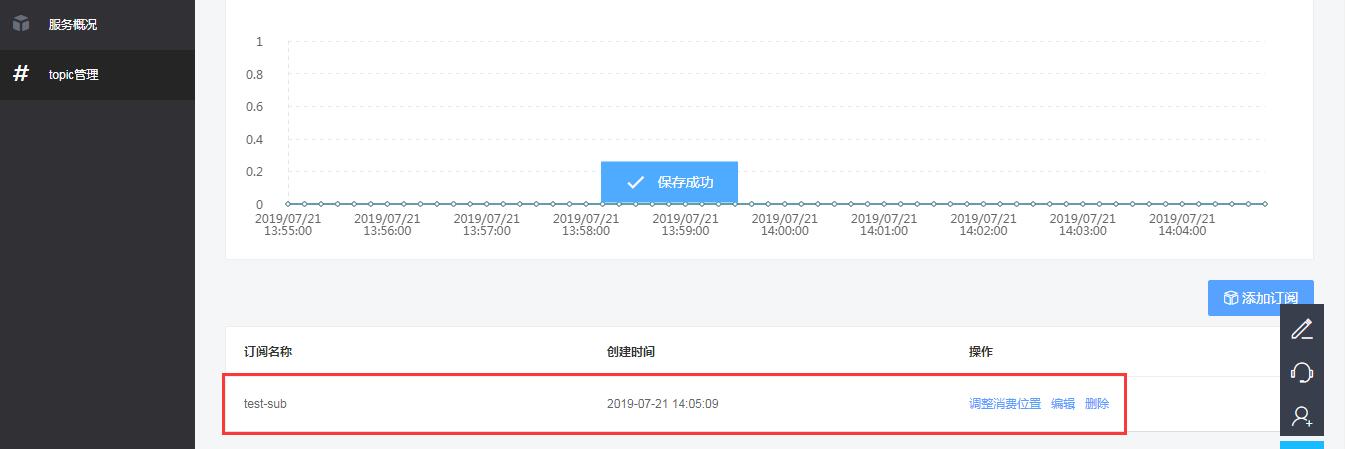 服务概况
# topic管理
1
0.8
0.6
0.4
0.2
0
保存成功
2019/07/21 2019/07/21 2019/07/21 2019/07/21 2019/07/21 2019/07/21 2019/07/21 2019/07/21 2019/07/21 2019/07/21
13:55:00 13:56:00 13:57:00 13:58:00 13:59:00 14:00:00 14:01:00 14:02:00 14:03:00 14:04:00
添加订阅
订阅名称 创建时间 操作
test-sub 2019-07-21 14:05:09 调整消费位置 编辑 删除